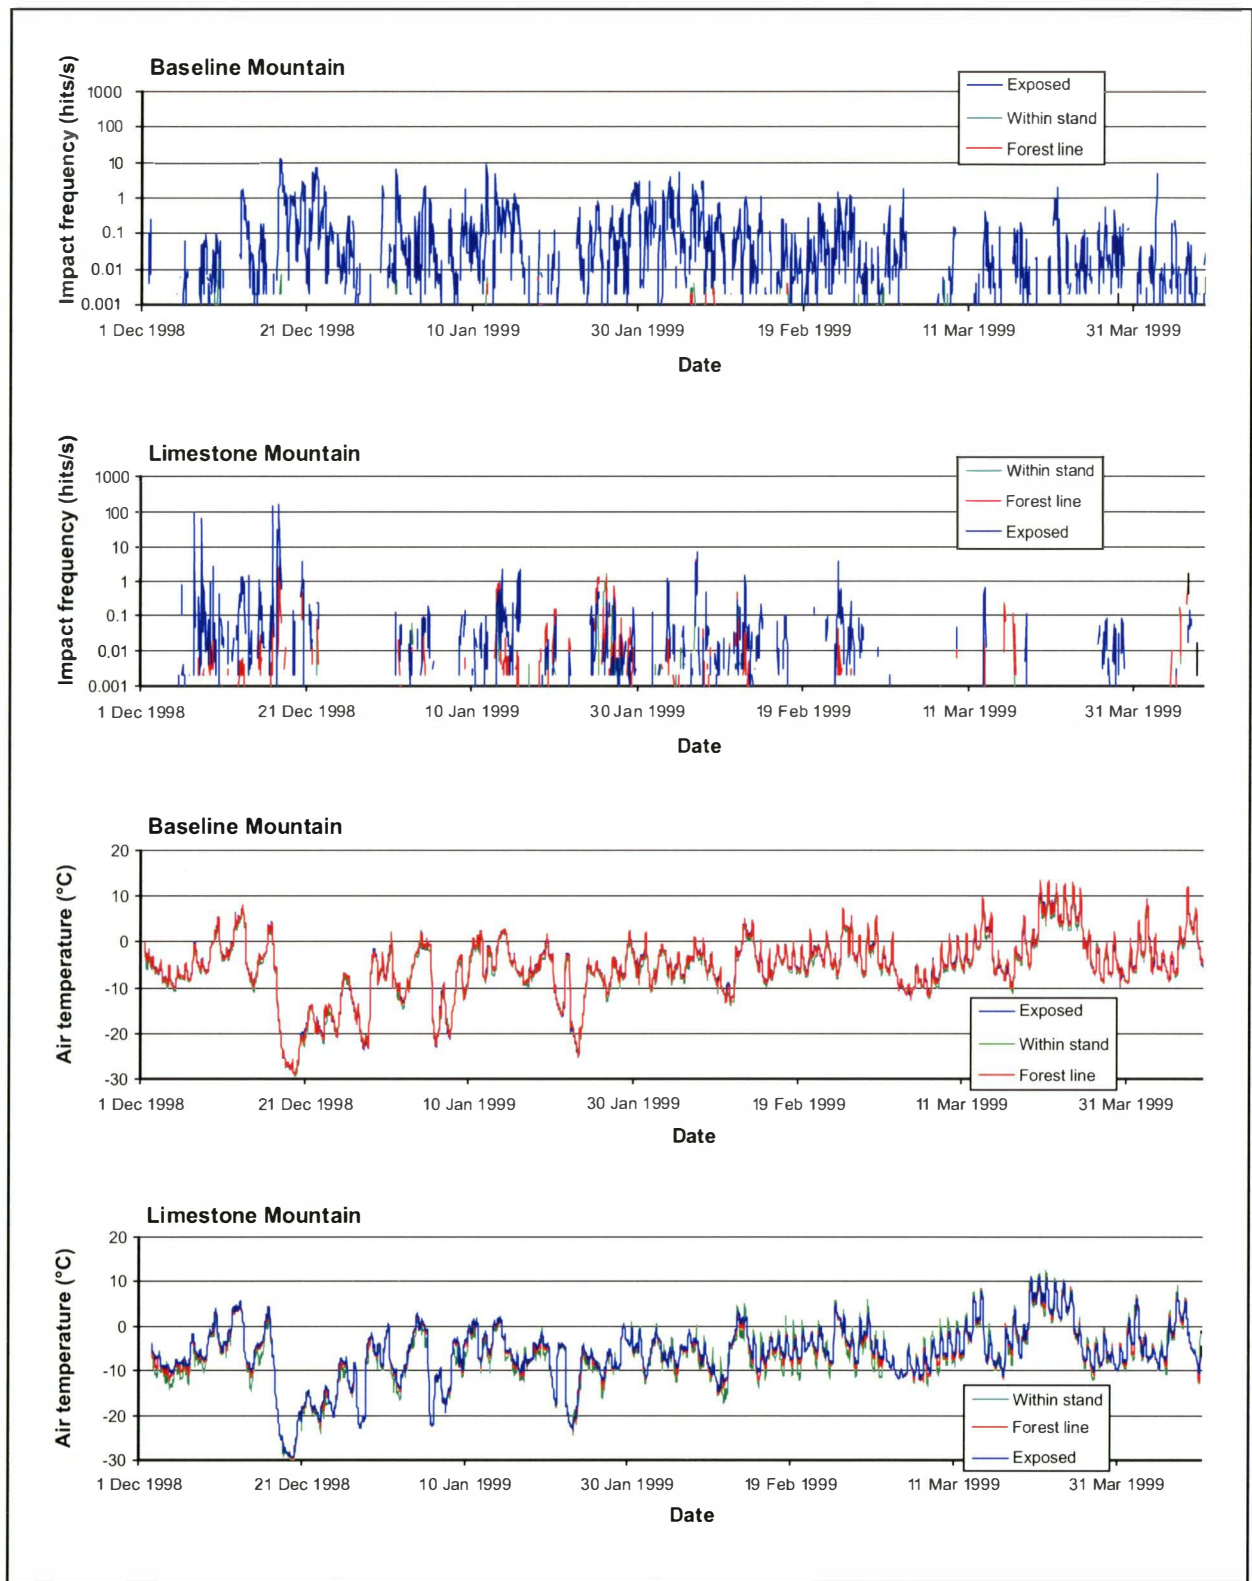 Baseline Mountain
Impact frequency (hits/s)
1000
100
10
1
0.1
0.01
0.001
Exposed
Within stand
Forest line
1 Dec 1998 21 Dec 1998 10 Jan 1999 30 Jan 1999 19 Feb 1999 11 Mar 1999 31 Mar 1999
Date
Limestone Mountain
Impact frequency (hits/s)
1000
100
10
1
0.1
0.01
0.001
Within stand
Forest line
Exposed
1 Dec 1998 21 Dec 1998 10 Jan 1999 30 Jan 1999 19 Feb 1999 11 Mar 1999 31 Mar 1999
Date
Baseline Mountain
Air temperature (°C)
20
10
0
-10
-20
-30
Exposed
Within stand
Forest line
1 Dec 1998 21 Dec 1998 10 Jan 1999 30 Jan 1999 19 Feb 1999 11 Mar 1999 31 Mar 1999
Date
Limestone Mountain
Air temperature (°C)
20
10
0
-10
-20
-30
Within stand
Forest line
Exposed
1 Dec 1998 21 Dec 1998 10 Jan 1999 30 Jan 1999 19 Feb 1999 11 Mar 1999 31 Mar 1999
Date